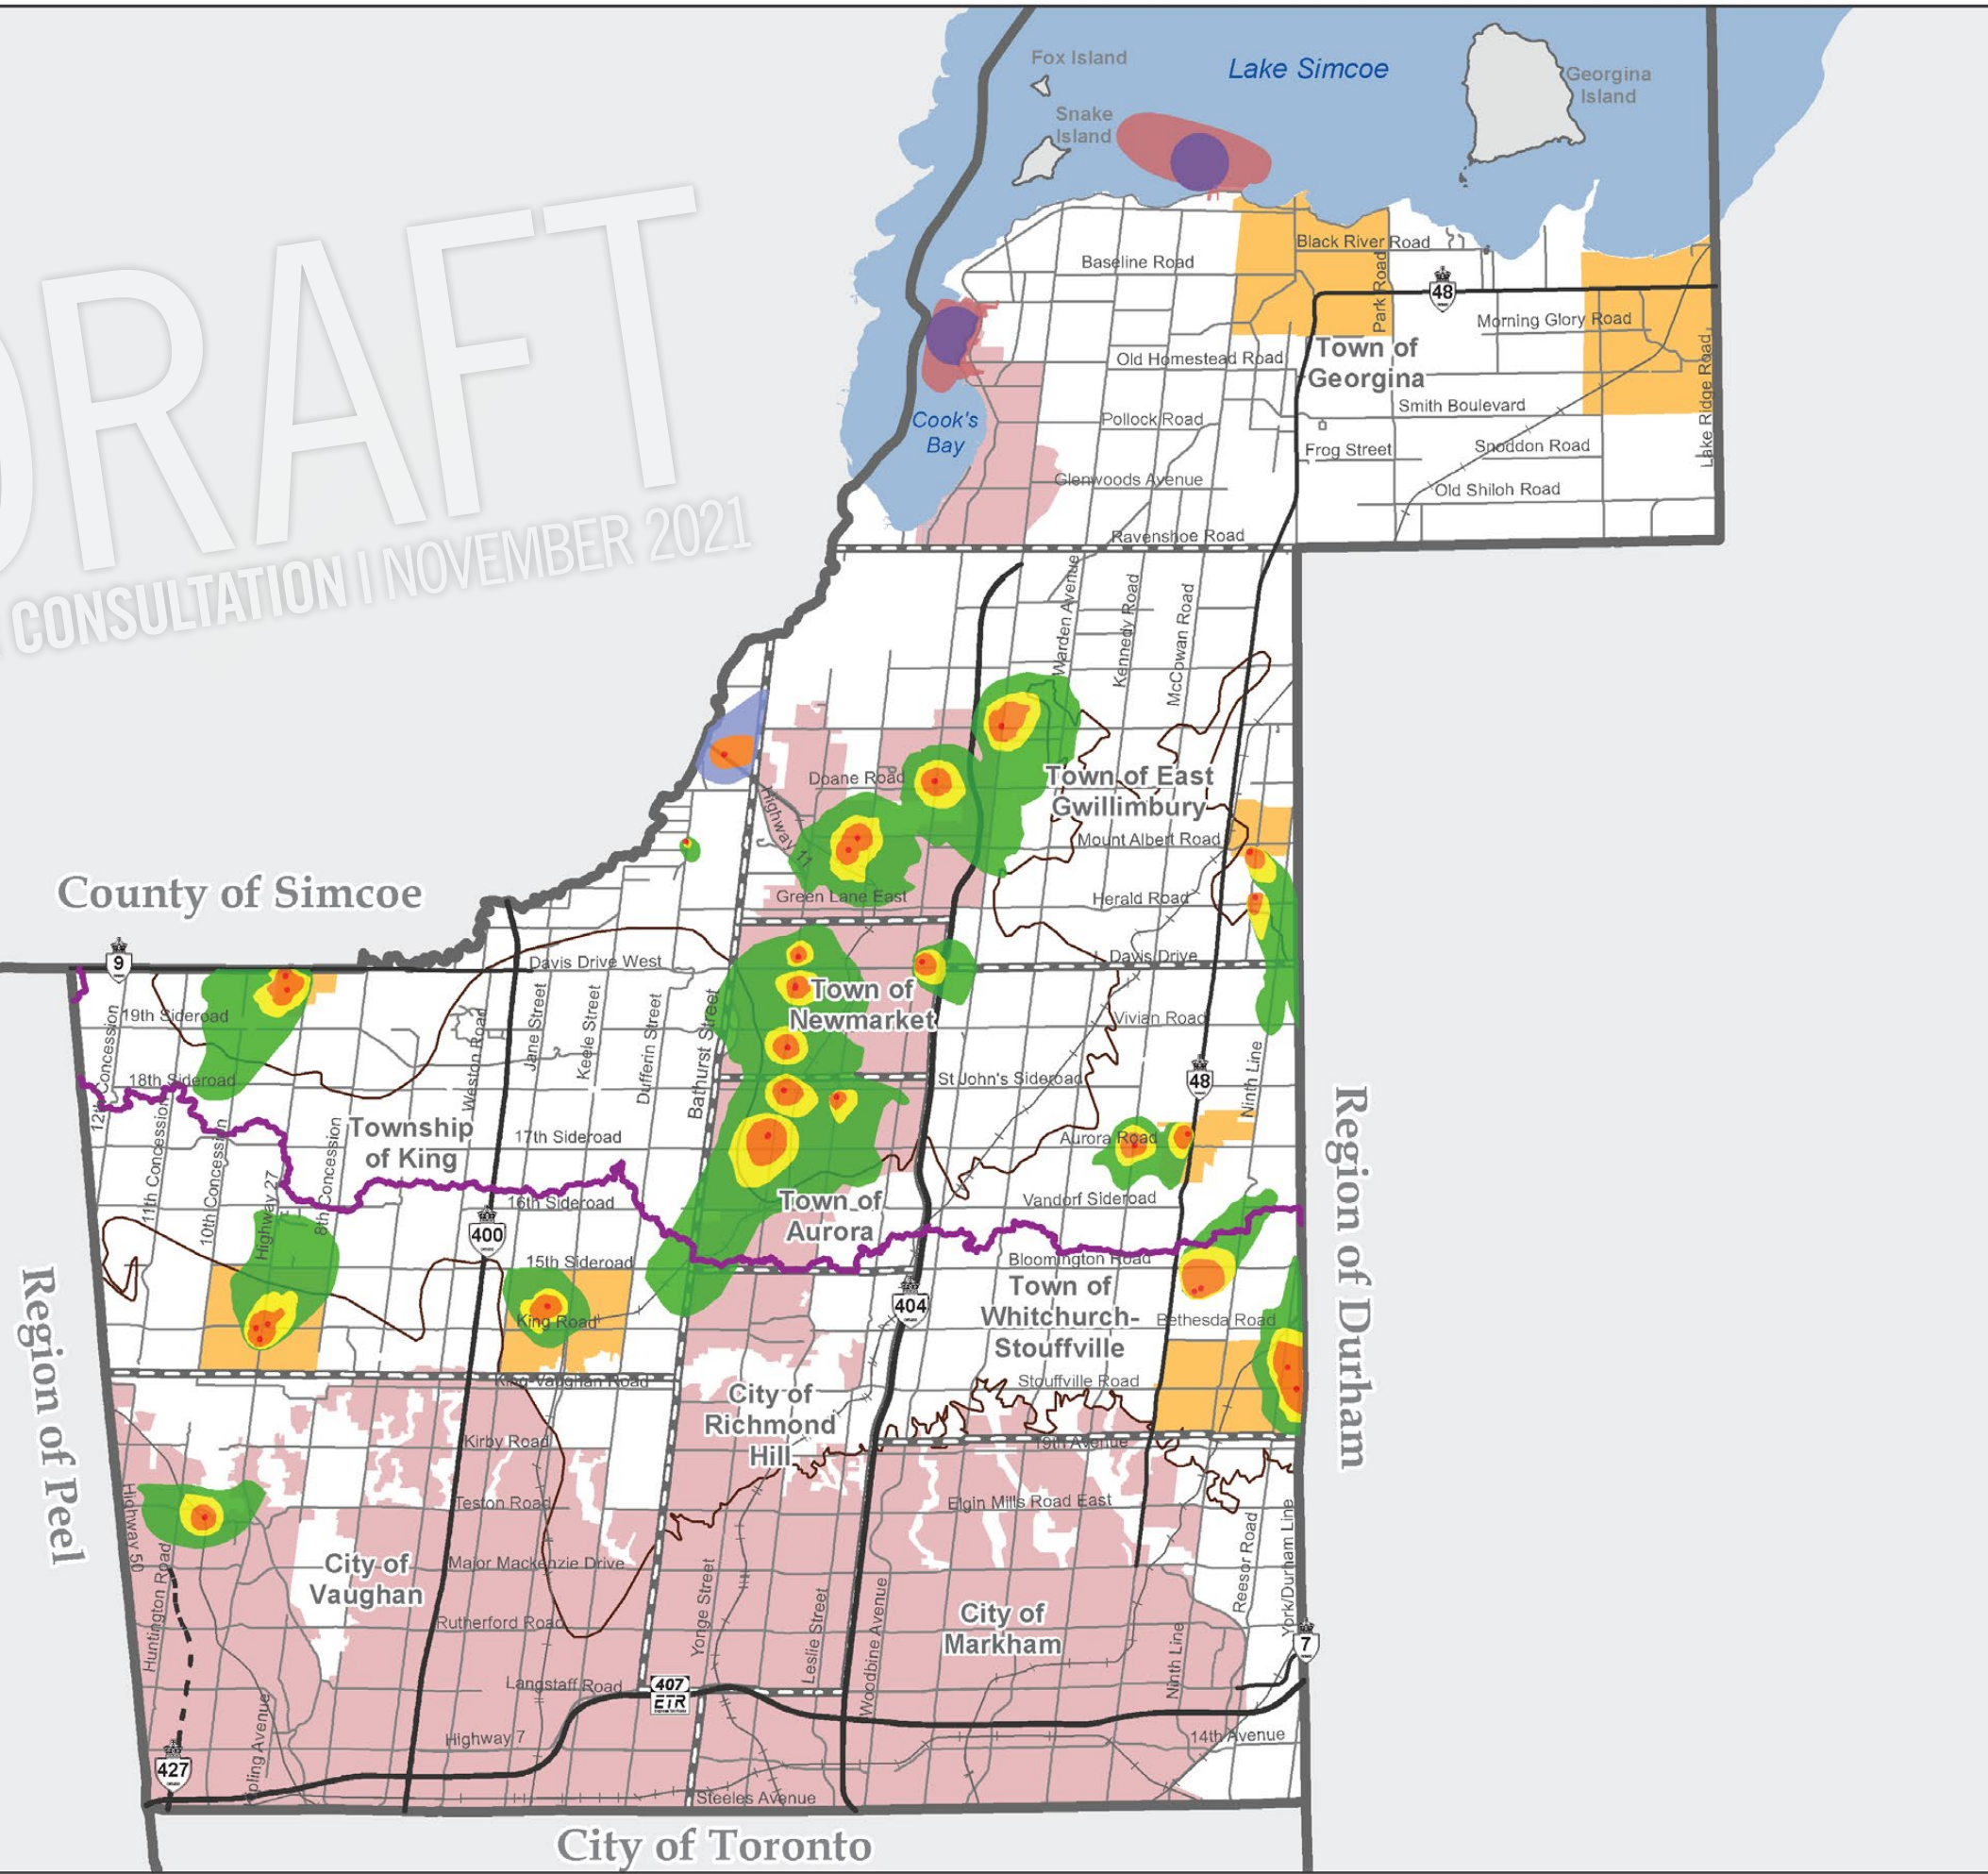 DRAFT
CONSULTATION | NOVEMBER 2021
Fox Island
Lake Simcoe
Georgina
Island
Snake
Island
Black River Road
Baseline Road
Park Road
48
Morning Glory Road
Town of
Georgina
Old Homestead Road
Lake Ridge Road
Smith Boulevard
Cook's
Bay
Pollock Road
Frog Street
Snoddon Road
Glenwoods Avenue
Old Shiloh Road
Ravenshoe Road
Warden Avenue
Kennedy Road
McCowan Road
Doane Road
Town of East
Gwillimbury
Highway 11
Mount Albert Road
County of Simcoe
Green Lane East
Herald Road
9
Davis Drive West
Davis Drive
Town of
Newmarket
19th Sideroad
Vivian Road
12th Concession
Weston Road
Jane Street
Keele Street
Dufferin Street
Bathurst Street
18th Sideroad
St John's Sideroad
48
Ninth Line
Region of Durham
Township
of King
17th Sideroad
Aurora Road
11th Concession
10th Concession
Highway 27
8th Concession
16th Sideroad
Town of
Aurora
Vandorf Sideroad
400
15th Sideroad
Bloomington Road
Region of Peel
404
Town of
Whitchurch-
Stouffville
King Road
Bethesda Road
King-Vaughan Road
Stouffville Road
City of
Richmond
Hill
Kirby Road
19th Avenue
Highway 50
Teston Road
Elgin Mills Road East
City of
Vaughan
Major Mackenzie Drive
Huntington Road
Yonge Street
Leslie Street
Woodbine Avenue
City of
Markham
Reesor Road
York/Durham Line
Rutherford Road
7
Ninth Line
Langstaff Road
407
ETR
Highway 7
14th Avenue
427
Kipling Avenue
Steeles Avenue
City of Toronto